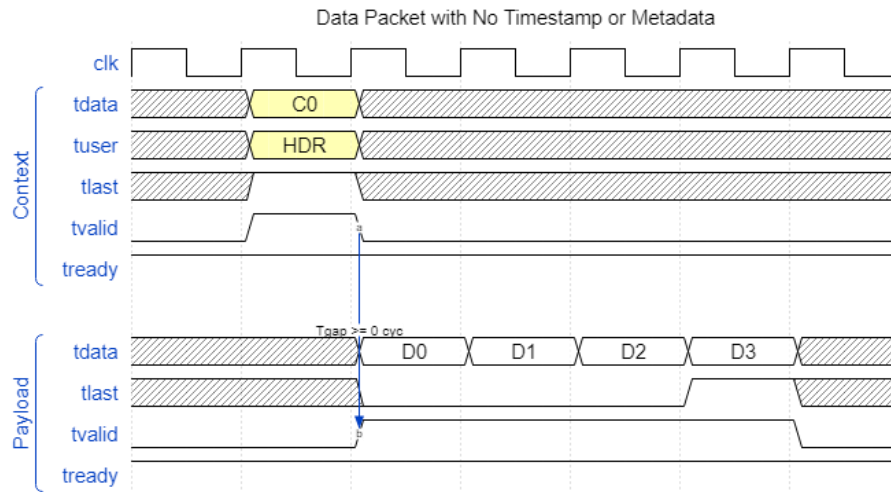 Data Packet with No Timestamp or Metadata
clk
Context
tdata C0
tuser HDR
tlast
tvalid a
tready
Tgap >= 0 cyc
Payload
tdata D0 D1 D2 D3
tlast
tvalid b
tready